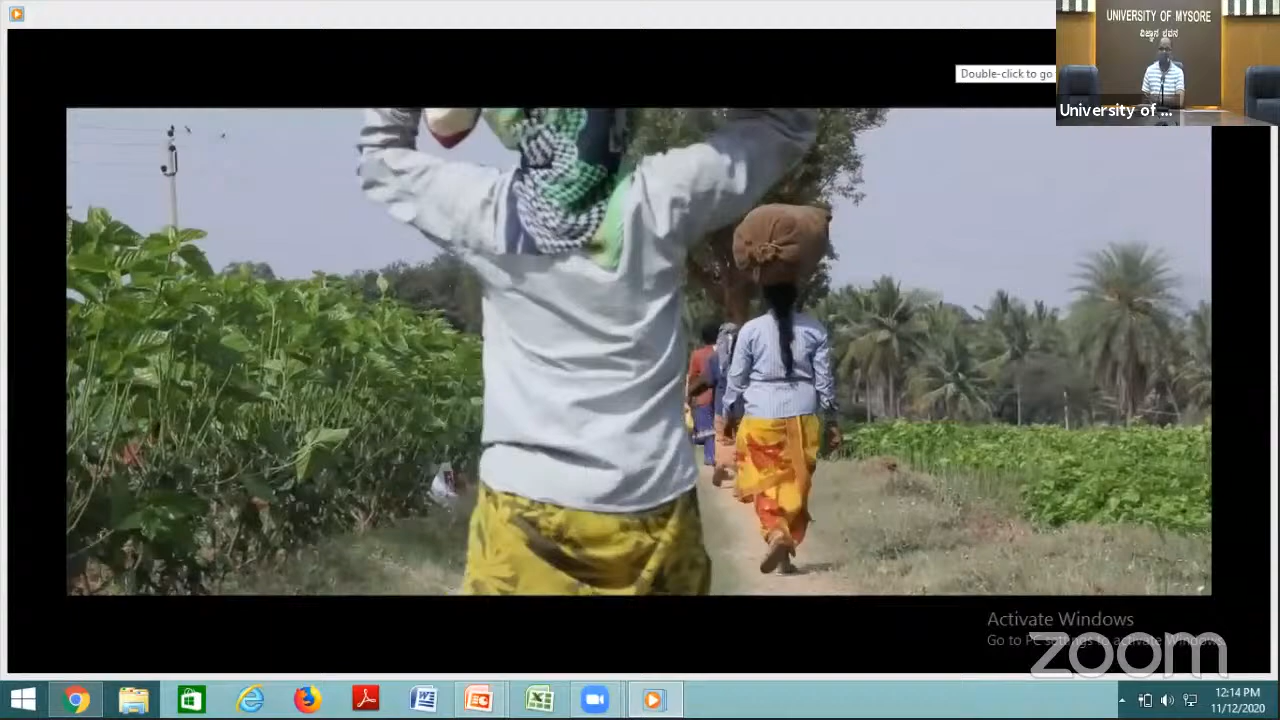 UNIVERSITY OF MYSORE
ವಿಜ್ಞಾನ ಭವನ
Double-click to go
University of ...
Activate Windows
Go to PC settings to activate Windows.
zoom
12:14 PM
11/12/2020